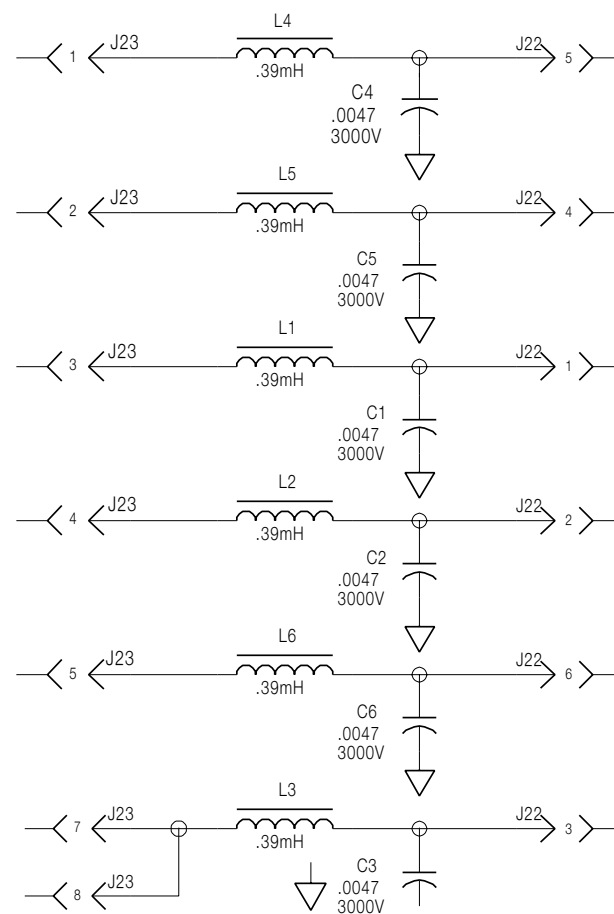 L4
1 J23 J22 5
.39mH
C4
.0047
3000V
L5
2 J23 J22 4
.39mH
C5
.0047
3000V
L1
3 J23 J22 1
.39mH
C1
.0047
3000V
L2
4 J23 J22 2
.39mH
C2
.0047
3000V
L6
5 J23 J22 6
.39mH
C6
.0047
3000V
L3
7 J23 J22 3
.39mH
C3
8 J23
.0047
3000V